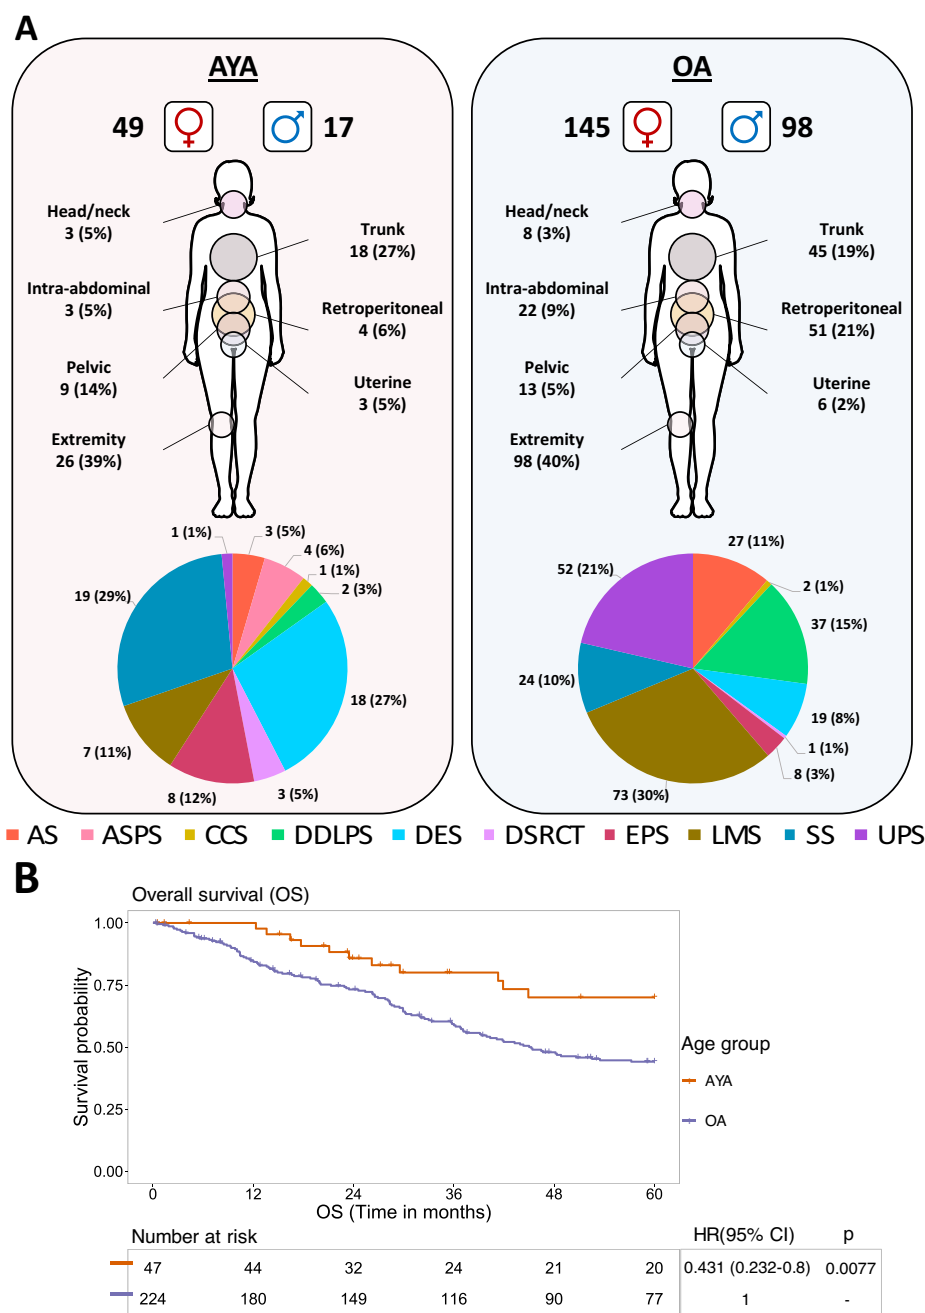 A
AYA
49
17
Head/neck
3 (5%)
Trunk
18 (27%)
Intra-abdominal
3 (5%)
Retroperitoneal
4 (6%)
Pelvic
9 (14%)
Uterine
3 (5%)
Extremity
26 (39%)
1 (1%)
3 (5%)
4 (6%)
1 (1%)
2 (3%)
19 (29%)
18 (27%)
7 (11%)
8 (12%)
3 (5%)
OA
145
98
Head/neck
8 (3%)
Trunk
45 (19%)
Intra-abdominal
22 (9%)
Retroperitoneal
51 (21%)
Pelvic
13 (5%)
Uterine
6 (2%)
Extremity
98 (40%)
27 (11%)
52 (21%)
2 (1%)
37 (15%)
24 (10%)
19 (8%)
1 (1%)
8 (3%)
73 (30%)
AS ASPS CCS DDLPS DES DSRCT EPS LMS SS UPS
B
Overall survival (OS)
Survival probability
1.00
0.75
0.50
0.25
0.00
0 12 24 36 48 60
OS (Time in months)
Age group
AYA
OA
Number at risk HR(95% CI) p
47 44 32 24 21 20 0.431 (0.232-0.8) 0.0077
224 180 149 116 90 77 1 -